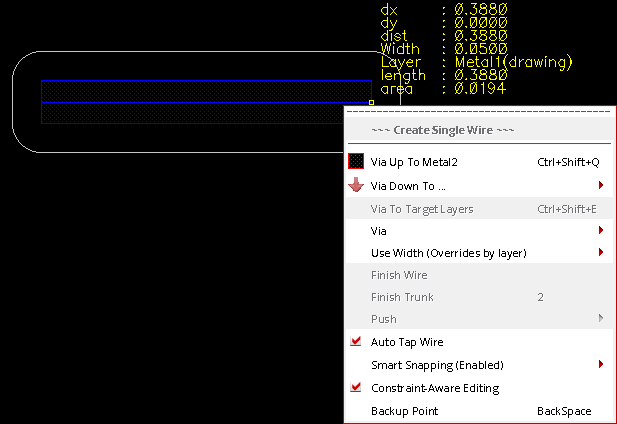 dx : 0.3880
dy : 0.0000
dist : 0.3880
Width : 0.0500
Layer : Metal1(drawing)
length : 0.3880
area : 0.0194
~~~ Create Single Wire ~~~
Via Up To Metal2 Ctrl+Shift+Q
Via Down To ...
Via To Target Layers Ctrl+Shift+E
Via
Use Width (Overrides by layer)
Finish Wire
Finish Trunk 2
Push
Auto Tap Wire
Smart Snapping (Enabled)
Constraint-Aware Editing
Backup Point BackSpace